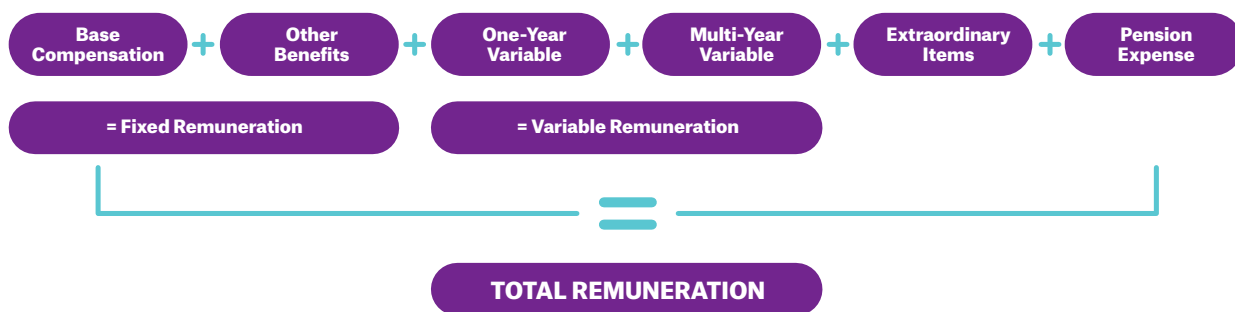 Base
Compensation
+
Other
Benefits
+
One-Year
Variable
+
Multi-Year
Variable
+
Extraordinary
Items
+
Pension
Expense
= Fixed Remuneration
= Variable Remuneration
=
TOTAL REMUNERATION